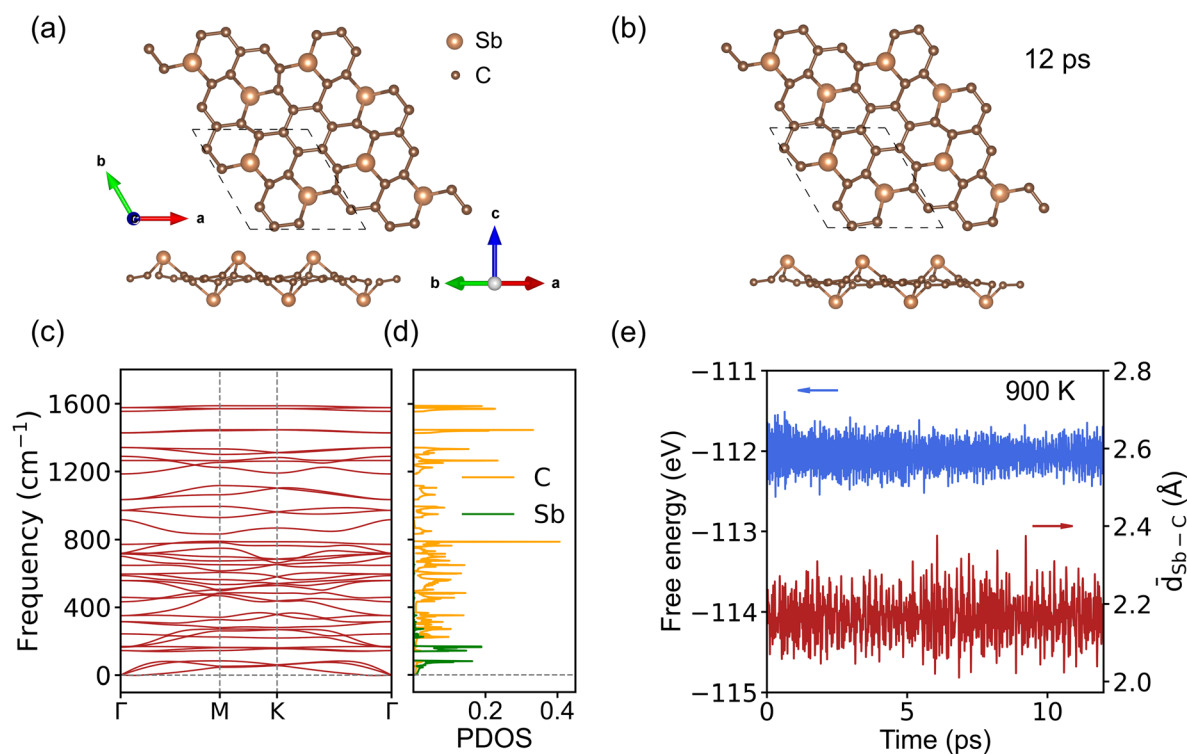 (a)
Sb
C
b
c
a
c
b
a
(b)
12 ps
(c)
Frequency (cm⁻¹)
1600
1200
800
400
0
Γ
M
K
Γ
(d)
C
Sb
0.2
0.4
PDOS
(e)
Free energy (eV)
−111
−112
−113
−114
−115
900 K
2.8
2.6
2.4
2.2
2.0
d̄Sb−C (Å)
0
5
10
Time (ps)